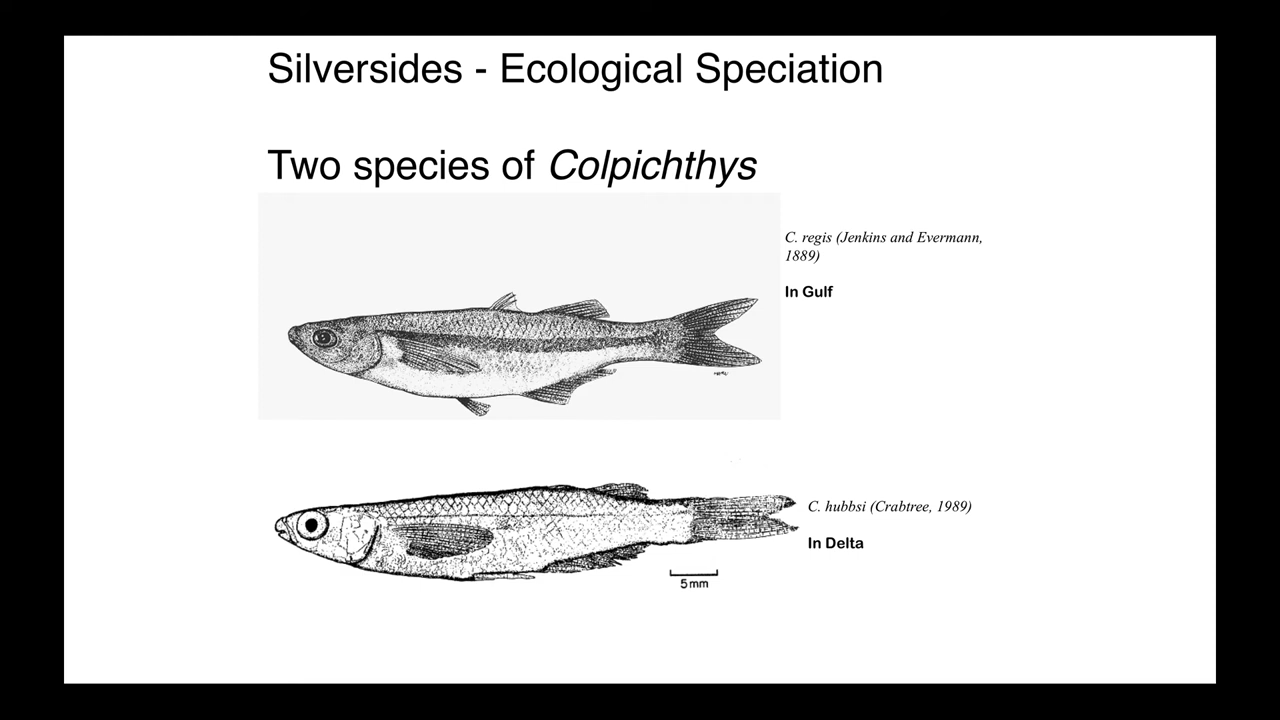 Silversides - Ecological Speciation
Two species of Colpichthys
C. regis (Jenkins and Evermann,
1889)
In Gulf
C. hubbsi (Crabtree, 1989)
In Delta
5mm